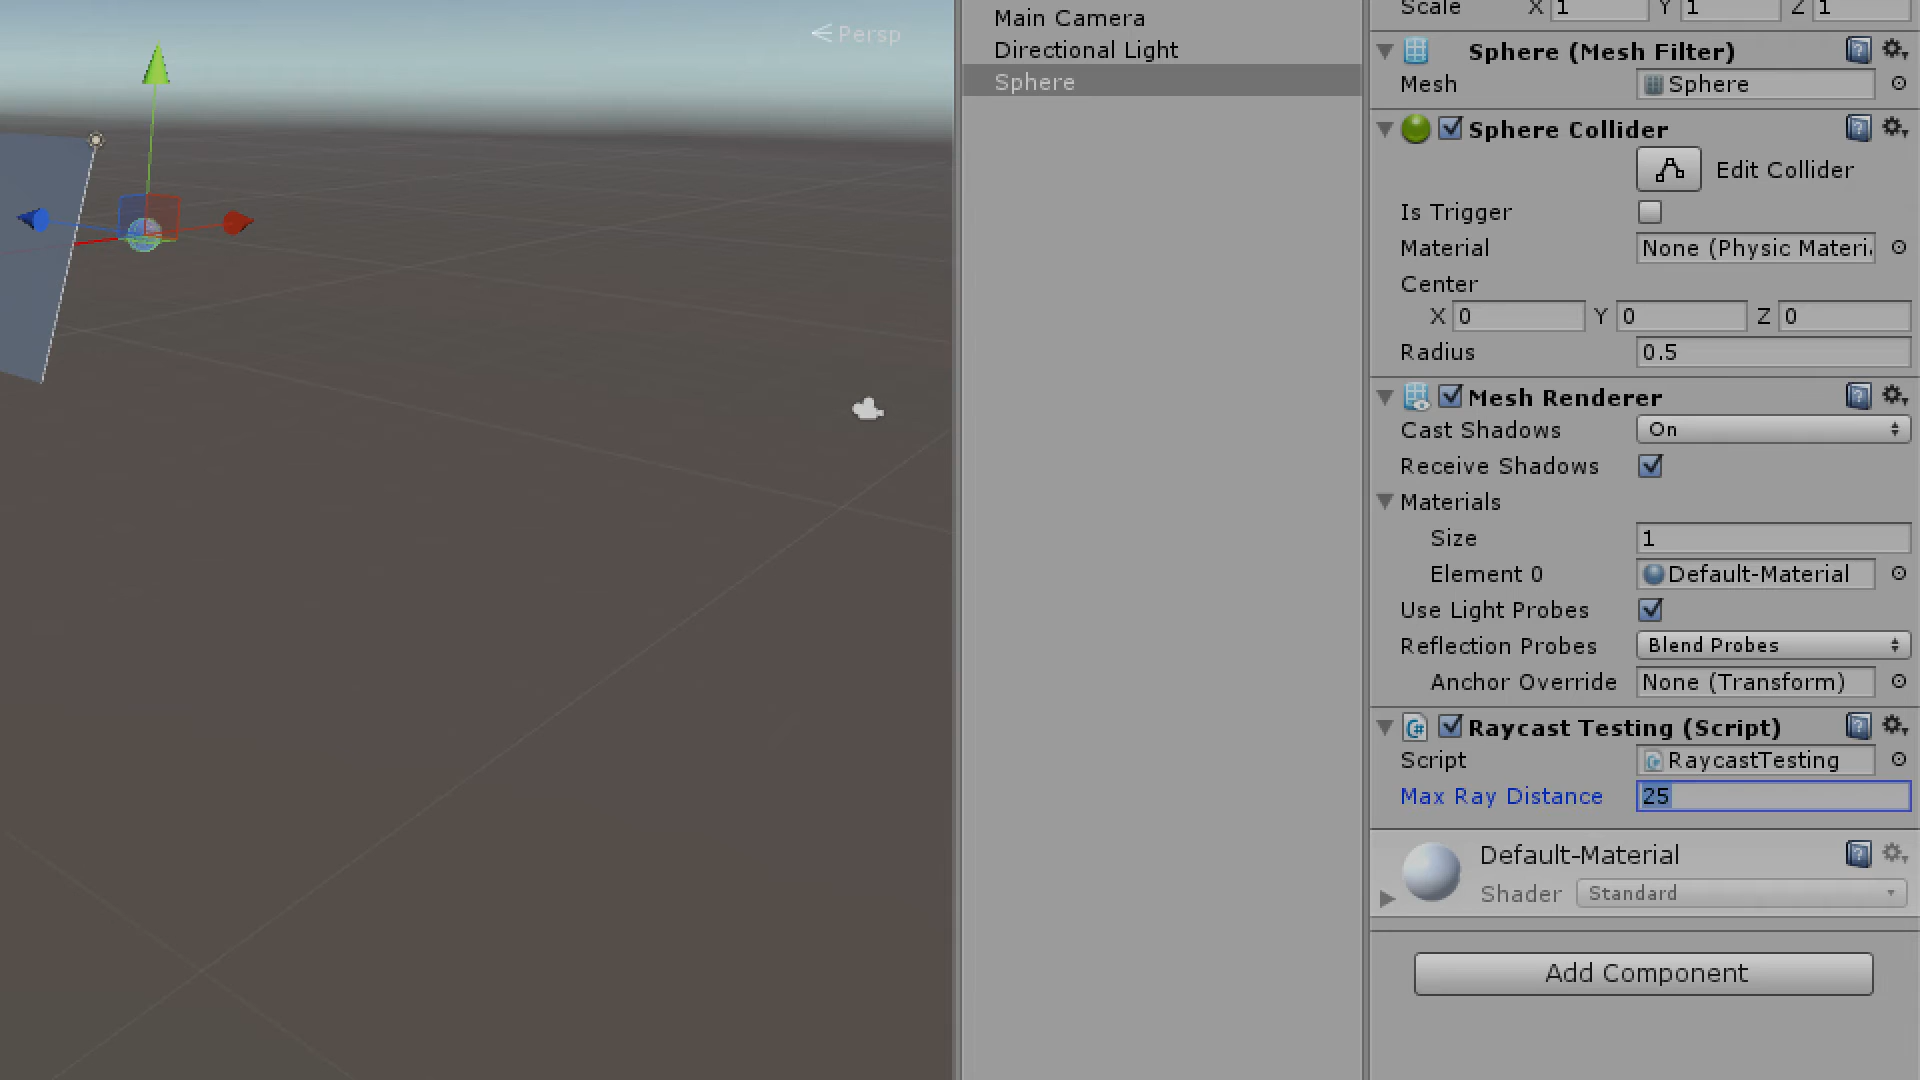 Persp
Main Camera
Directional Light
Sphere
Scale X 1 Y 1 Z 1
Sphere (Mesh Filter)
Mesh Sphere
Sphere Collider
Edit Collider
Is Trigger
Material None (Physic Materi
Center
X 0 Y 0 Z 0
Radius 0.5
Mesh Renderer
Cast Shadows On
Receive Shadows
Materials
Size 1
Element 0 Default-Material
Use Light Probes
Reflection Probes Blend Probes
Anchor Override None (Transform)
Raycast Testing (Script)
Script RaycastTesting
Max Ray Distance 25
Default-Material
Shader Standard
Add Component